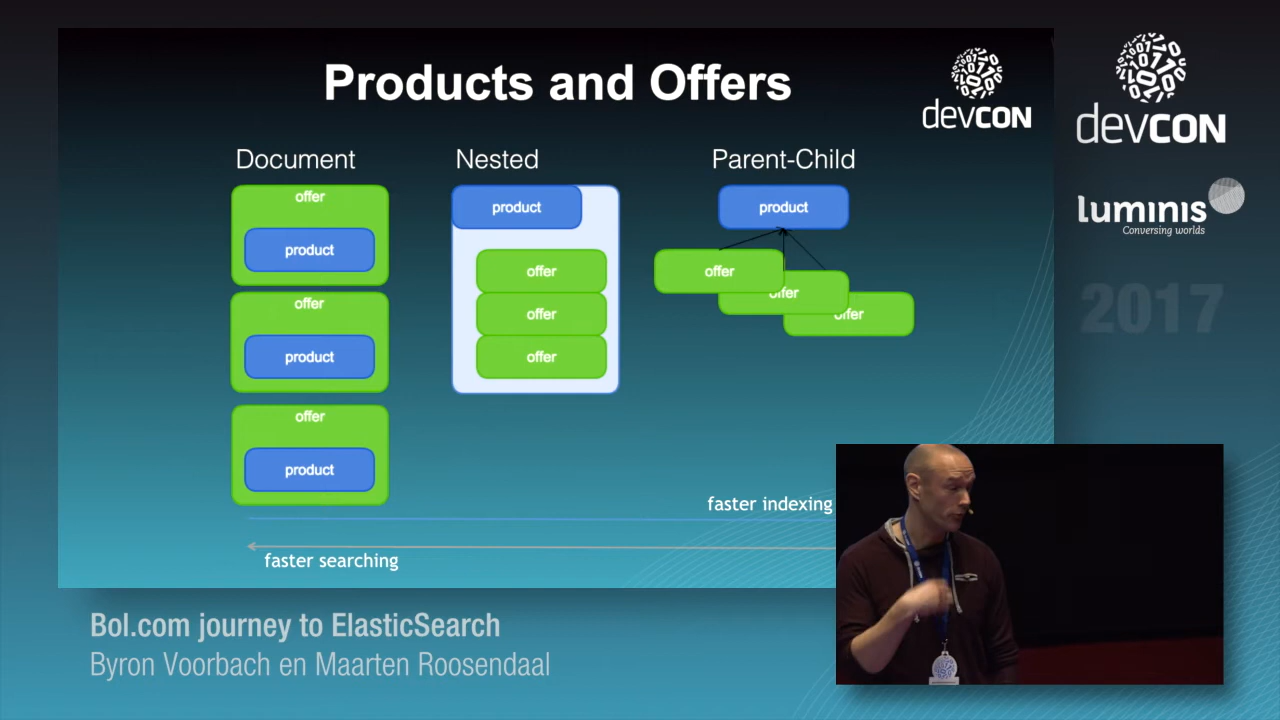 Products and Offers
devcon
Document
Nested
Parent-Child
offer
product
offer
product
offer
product
product
offer
offer
offer
product
offer
offer
offer
faster indexing
faster searching
devcon
luminis
Conversing worlds
2017
Bol.com journey to ElasticSearch
Byron Voorbach en Maarten Roosendaal